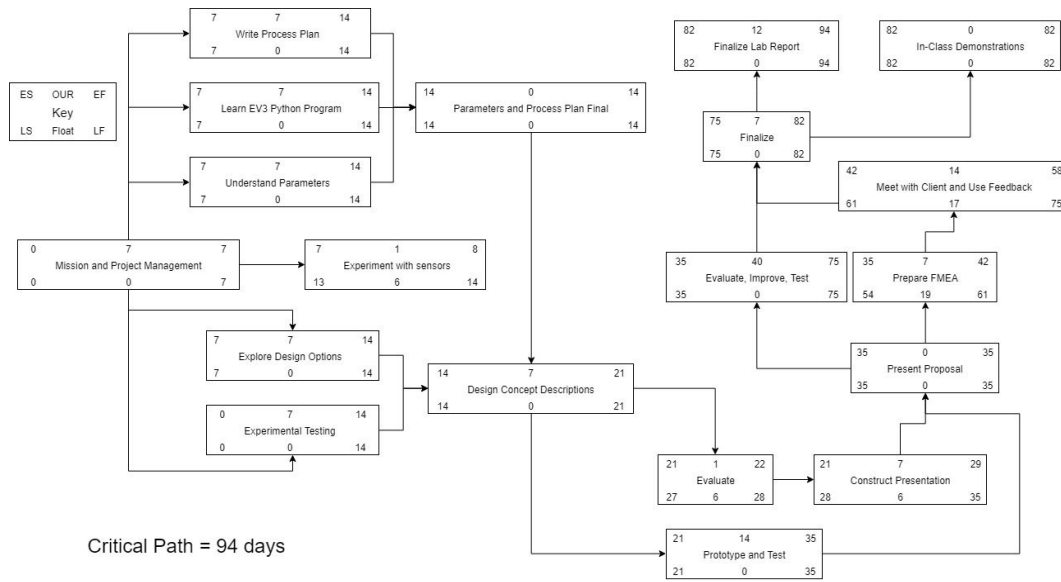 7 7 14
Write Process Plan
7 0 14
ES OUR EF
Key
LS Float LF
7 7 14
Learn EV3 Python Program
7 0 14
14 0 14
Parameters and Process Plan Final
14 0 14
7 7 14
Understand Parameters
7 0 14
0 7 7
Mission and Project Management
0 0 7
7 1 8
Experiment with sensors
13 6 14
7 7 14
Explore Design Options
7 0 14
0 7 14
Experimental Testing
0 0 14
14 7 21
Design Concept Descriptions
14 0 21
21 1 22
Evaluate
27 6 28
21 7 29
Construct Presentation
28 6 35
21 14 35
Prototype and Test
21 0 35
35 0 35
Present Proposal
35 0 35
35 40 75
Evaluate, Improve, Test
35 0 75
35 7 42
Prepare FMEA
54 19 61
42 14 58
Meet with Client and Use Feedback
61 17 75
75 7 82
Finalize
75 0 82
82 12 94
Finalize Lab Report
82 0 94
82 0 82
In-Class Demonstrations
82 0 82
Critical Path = 94 days